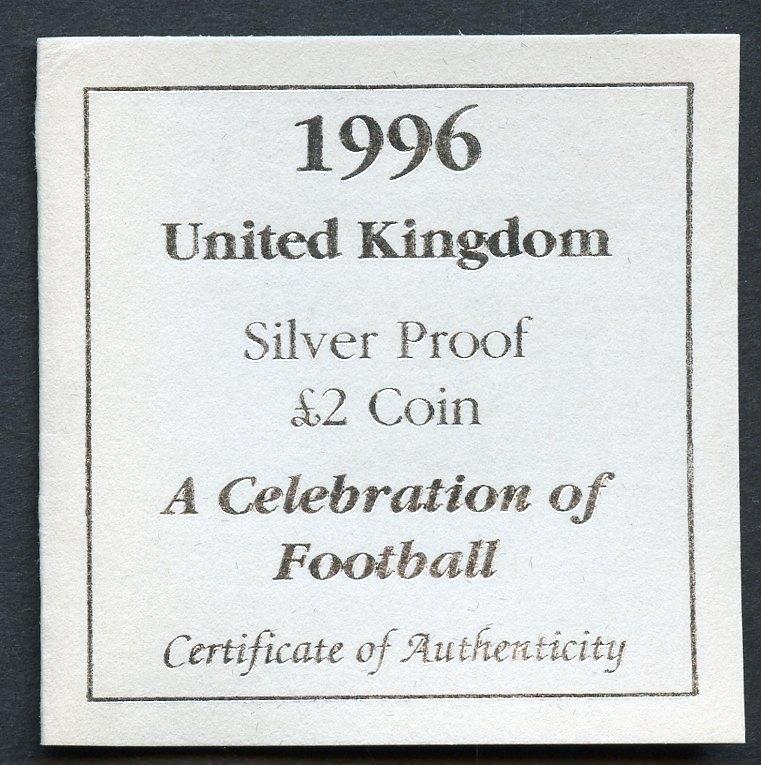 1996
United Kingdom
Silver Proof
£2 Coin
A Celebration of
Football
Certificate of Authenticity